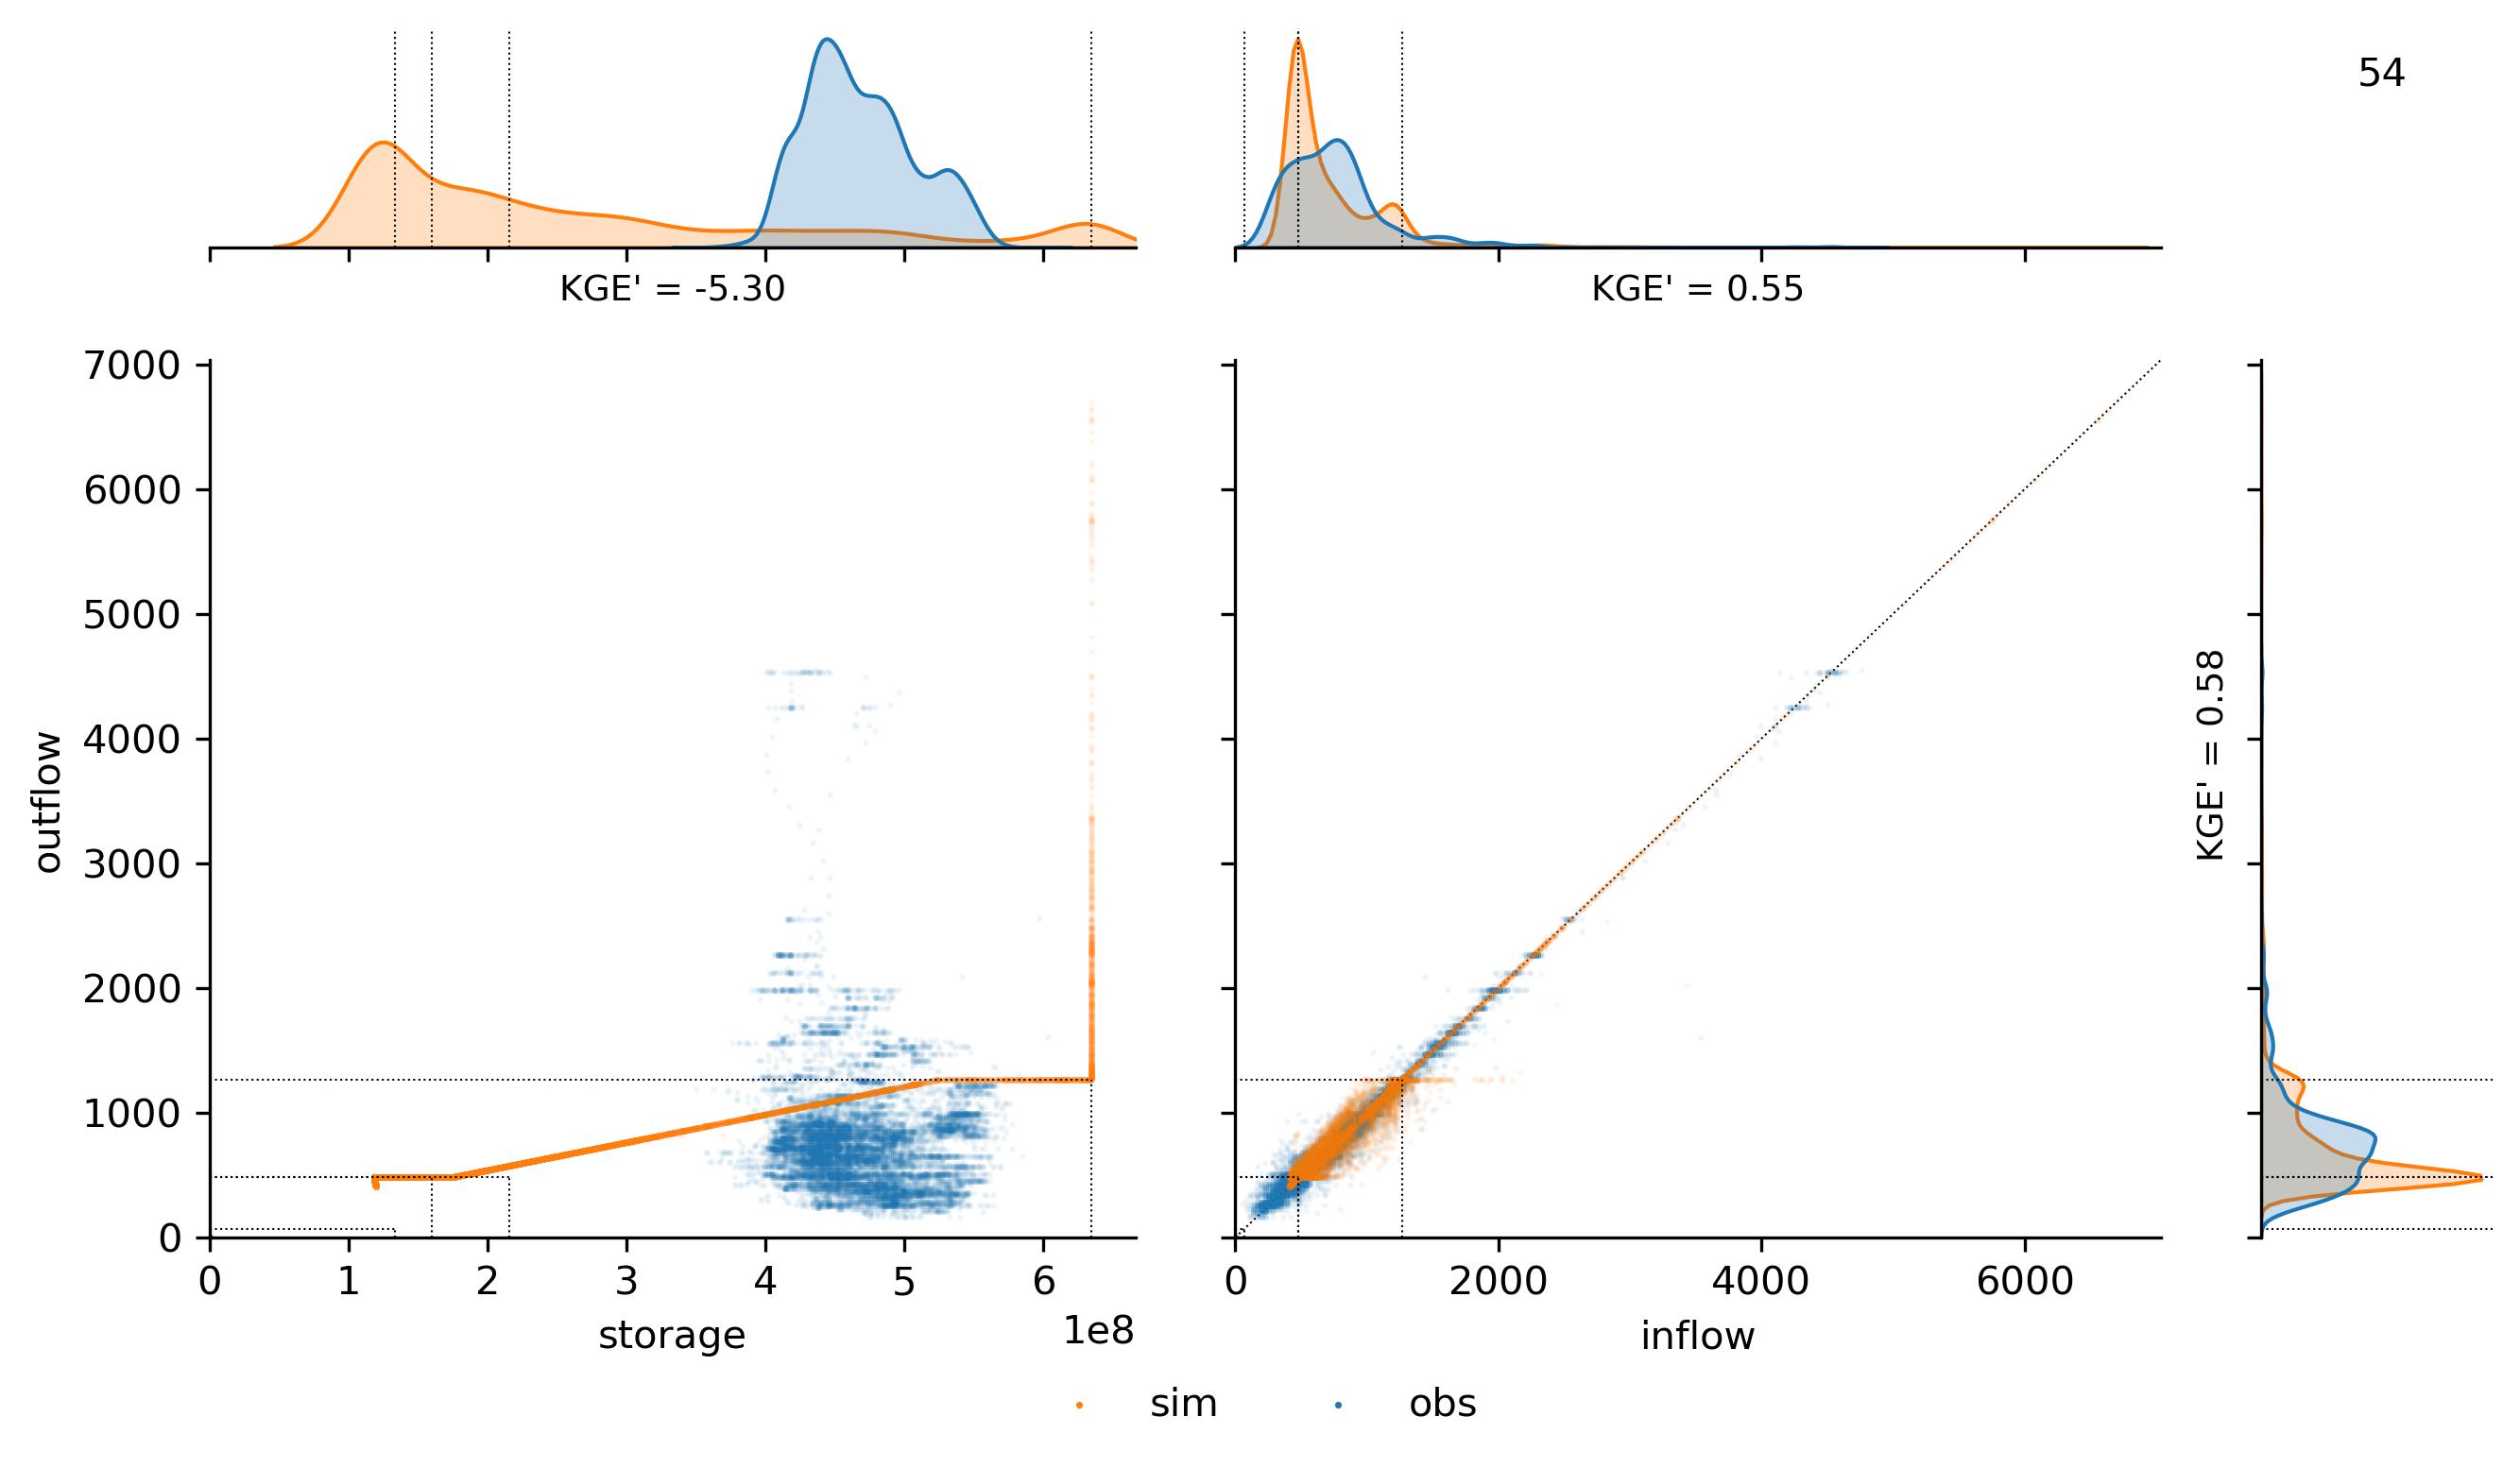 54
KGE' = -5.30
KGE' = 0.55
7000
6000
5000
4000
3000
2000
1000
0
outflow
KGE' = 0.58
0 1 2 3 4 5 6
1e8
storage
0 2000 4000 6000
inflow
sim obs